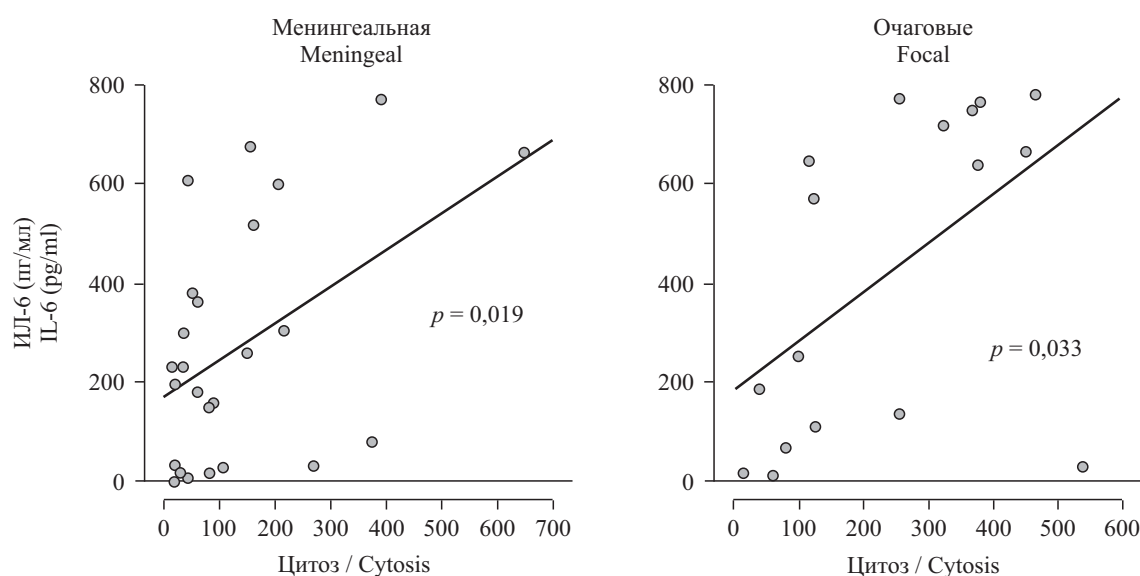 Менингеальная
Meningeal
800
600
400
200
0
ИЛ-6 (пг/мл)
IL-6 (pg/ml)
p = 0,019
0 100 200 300 400 500 600 700
Цитоз / Cytosis
Очаговые
Focal
800
600
400
200
0
p = 0,033
0 100 200 300 400 500 600
Цитоз / Cytosis